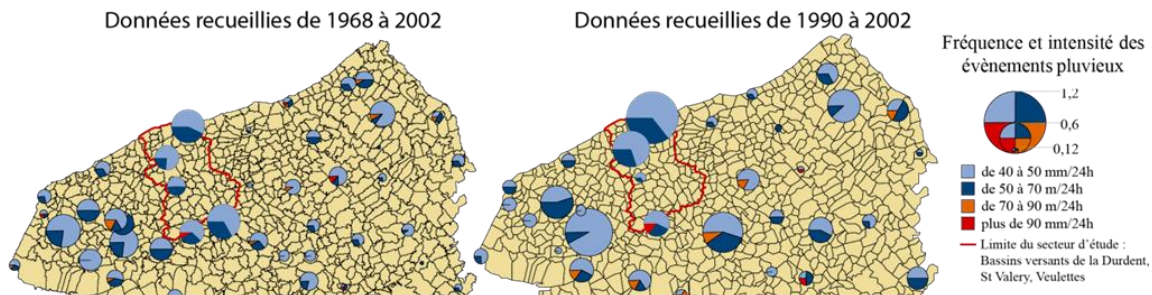 Données recueillies de 1968 à 2002
Données recueillies de 1990 à 2002
Fréquence et intensité des
évènements pluvieux
1,2
0,6
0,12
de 40 à 50 mm/24h
de 50 à 70 m/24h
de 70 à 90 m/24h
plus de 90 mm/24h
Limite du secteur d'étude :
Bassins versants de la Durdent,
St Valery, Veulettes